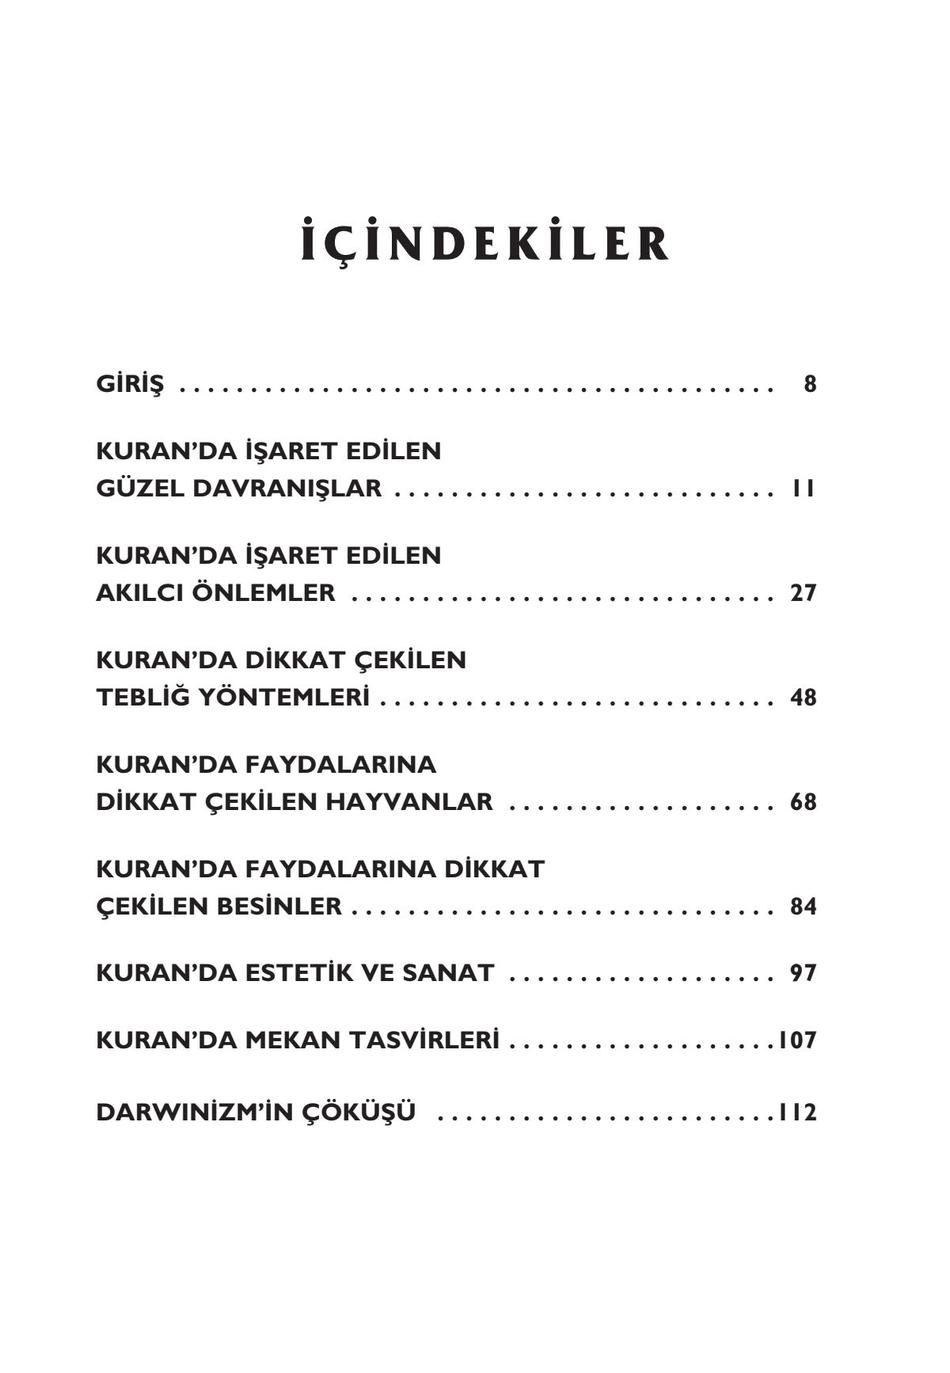 İÇİNDEKİLER
GİRİŞ . . . . . . . . . . . . . . . . . . . . . . . . . . . . . . . . . . . . . . . . . . 8
KURAN’DA İŞARET EDİLEN
GÜZEL DAVRANIŞLAR . . . . . . . . . . . . . . . . . . . . . . . . . . . 11
KURAN’DA İŞARET EDİLEN
AKILCI ÖNLEMLER . . . . . . . . . . . . . . . . . . . . . . . . . . . . . . 27
KURAN’DA DİKKAT ÇEKİLEN
TEBLİĞ YÖNTEMLERİ . . . . . . . . . . . . . . . . . . . . . . . . . . . . 48
KURAN’DA FAYDALARINA
DİKKAT ÇEKİLEN HAYVANLAR . . . . . . . . . . . . . . . . . . . 68
KURAN’DA FAYDALARINA DİKKAT
ÇEKİLEN BESİNLER . . . . . . . . . . . . . . . . . . . . . . . . . . . . . . 84
KURAN’DA ESTETİK VE SANAT . . . . . . . . . . . . . . . . . . . 97
KURAN’DA MEKAN TASVİRLERİ . . . . . . . . . . . . . . . . . . .107
DARWINİZM’İN ÇÖKÜŞÜ . . . . . . . . . . . . . . . . . . . . . . . .112